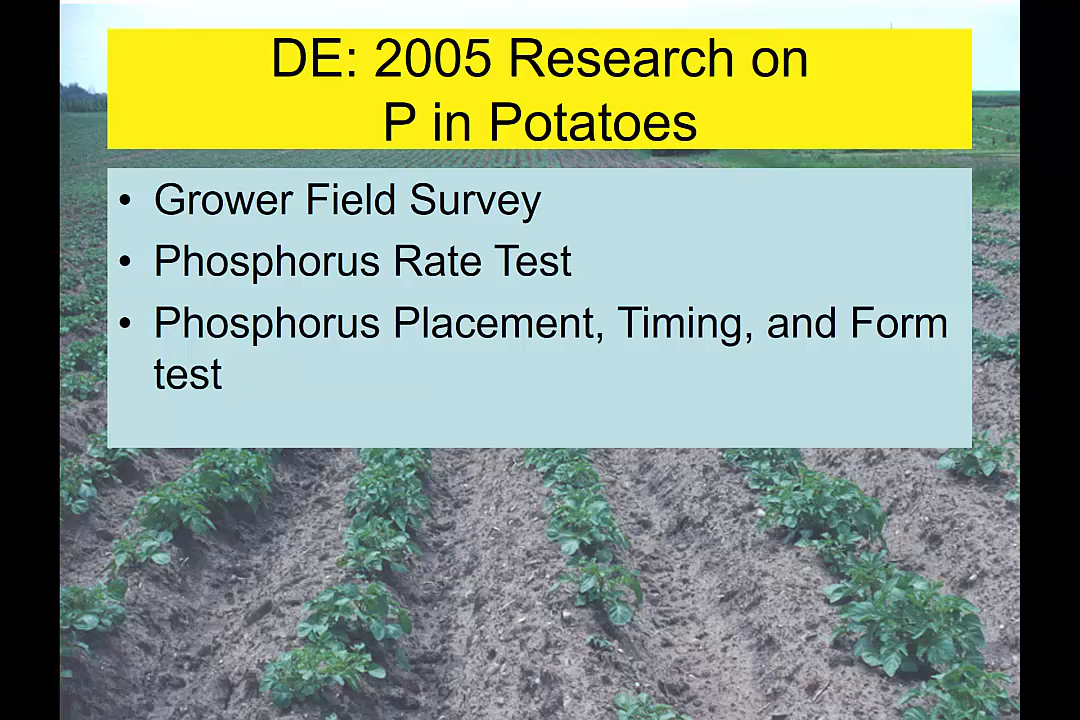 DE: 2005 Research on
P in Potatoes
• Grower Field Survey
• Phosphorus Rate Test
• Phosphorus Placement, Timing, and Form
test